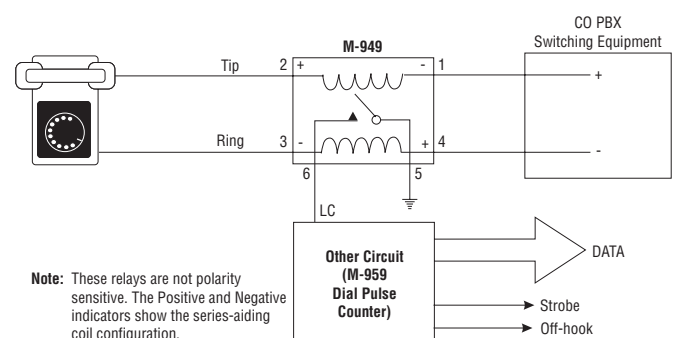 CO PBX
Switching Equipment
M-949
Tip
2
+
-
1
+
Ring
3
-
+
4
-
6
5
LC
Other Circuit
(M-959
Dial Pulse
Counter)
DATA
Strobe
Off-hook
Note: These relays are not polarity
sensitive. The Positive and Negative
indicators show the series-aiding
coil configuration.